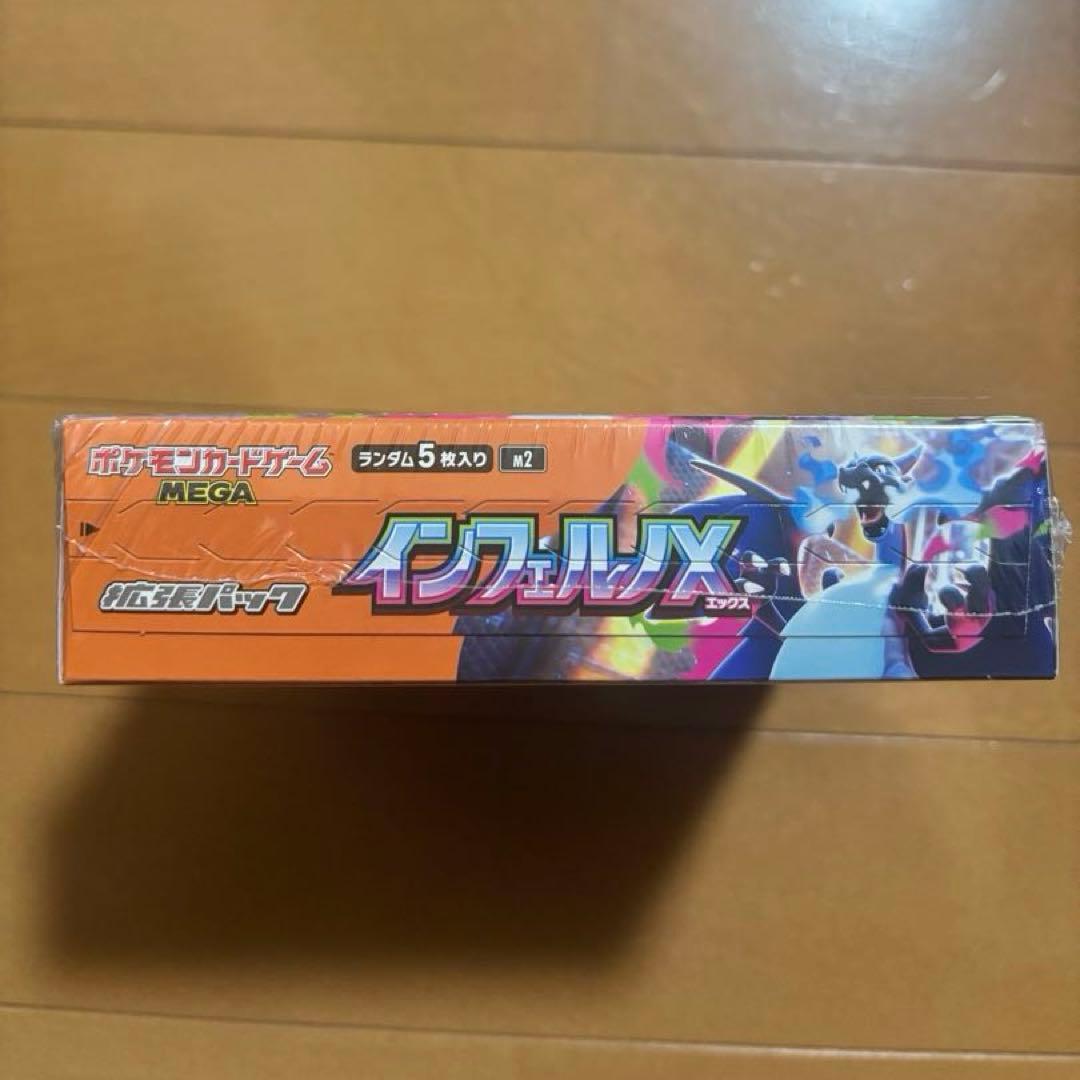 ポケモンカードゲーム
MEGA
ランダム5枚入り
M2
拡張パック
インフェルノX
エックス